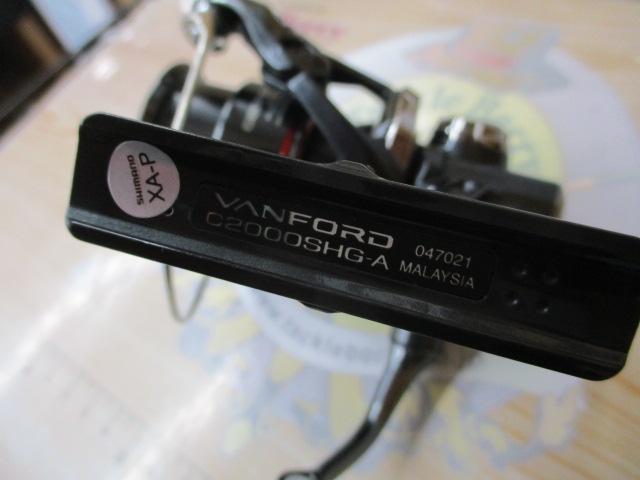 SHIMANO
XA-P
VANFORD
C2000SHG-A
047021
MALAYSIA